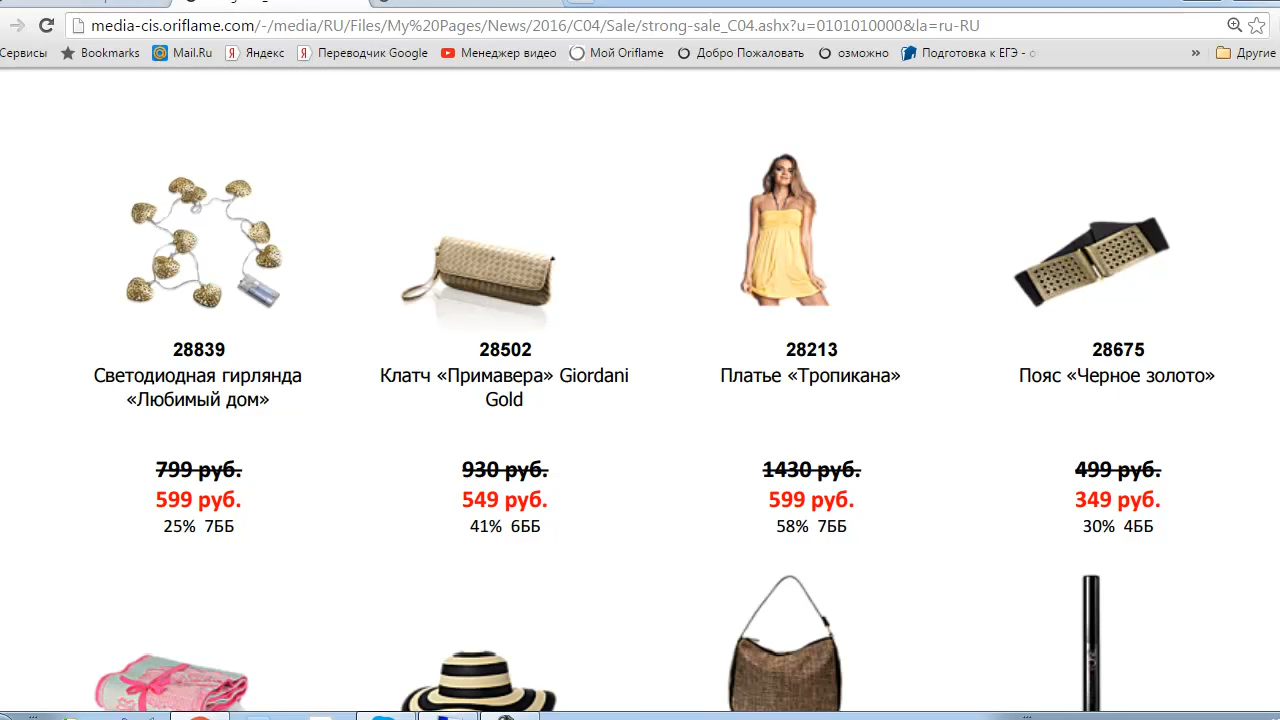 media-cis.oriflame.com/-/media/RU/Files/My%20Pages/News/2016/C04/Sale/strong-sale_C04.ashx?u=0101010000&la=ru-RU
Сервисы Bookmarks Mail.Ru Яндекс Переводчик Google Менеджер видео Мой Oriflame Добро Пожаловать озможно Подготовка к ЕГЭ - » Другие
28839 28502 28213 28675
Светодиодная гирлянда Клатч «Примавера» Giordani Платье «Тропикана» Пояс «Черное золото»
«Любимый дом» Gold
799 руб. 930 руб. 1430 руб. 499 руб.
599 руб. 549 руб. 599 руб. 349 руб.
25% 7ББ 41% 6ББ 58% 7ББ 30% 4ББ